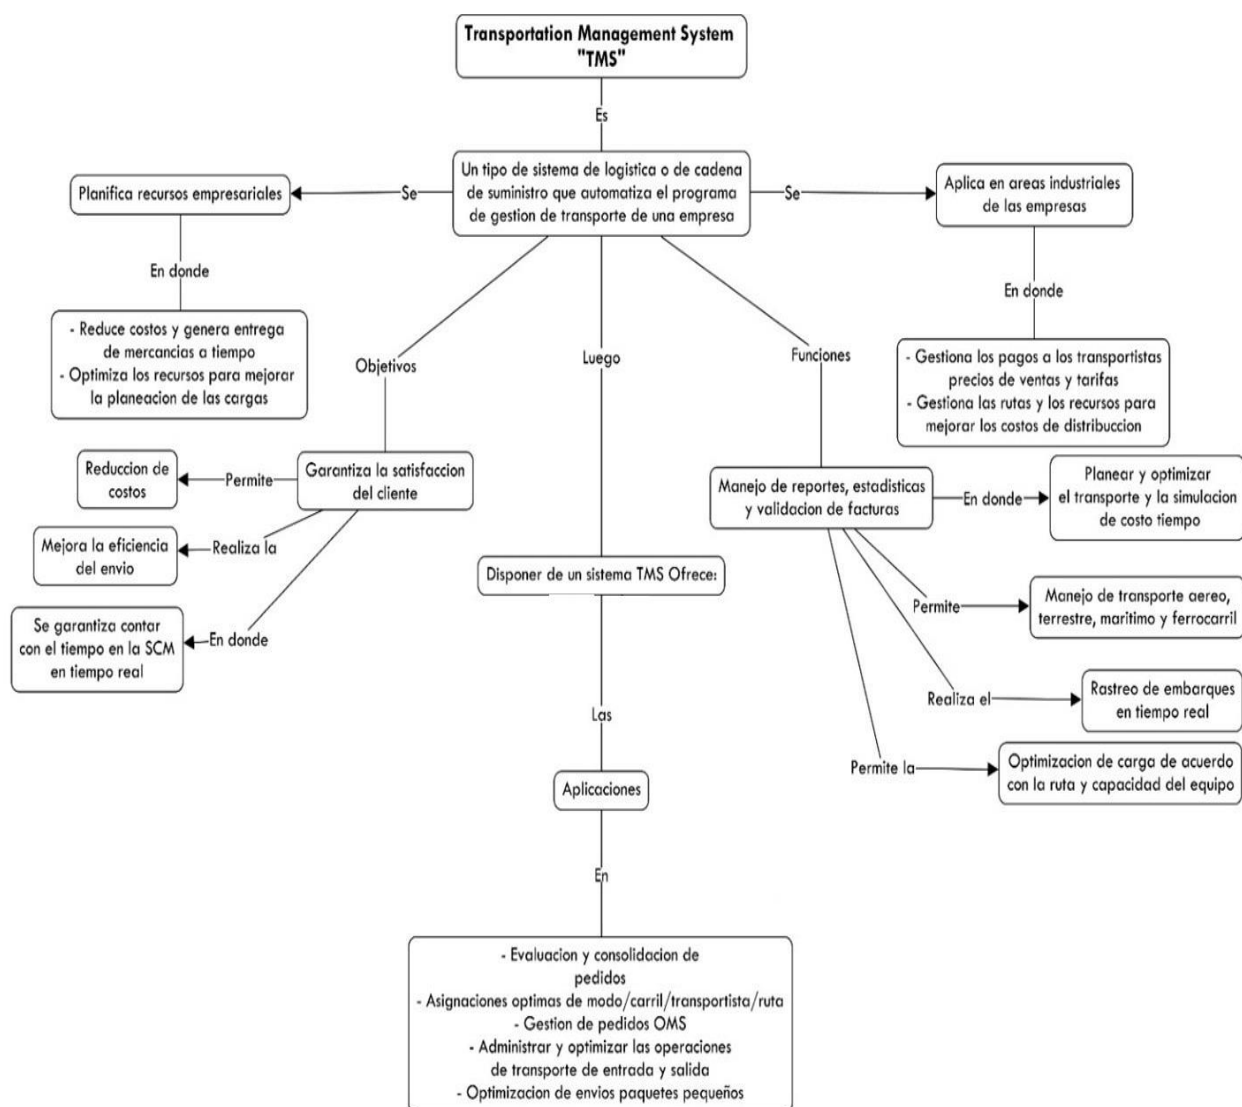 Transportation Management System
"TMS"
Es
Un tipo de sistema de logistica o de cadena
de suministro que automatiza el programa
de gestion de transporte de una empresa
Se
Planifica recursos empresariales
En donde
- Reduce costos y genera entrega
de mercancias a tiempo
- Optimiza los recursos para mejorar
la planeacion de las cargas
Se
Aplica en areas industriales
de las empresas
En donde
- Gestiona los pagos a los transportistas
precios de ventas y tarifas
- Gestiona las rutas y los recursos para
mejorar los costos de distribuccion
Objetivos
Garantiza la satisfaccion
del cliente
Permite
Reduccion de
costos
Realiza la
Mejora la eficiencia
del envio
En donde
Se garantiza contar
con el tiempo en la SCM
en tiempo real
Luego
Disponer de un sistema TMS Ofrece:
Las
Aplicaciones
En
- Evaluacion y consolidacion de
pedidos
- Asignaciones optimas de modo/carril/transportista/ruta
- Gestion de pedidos OMS
- Administrar y optimizar las operaciones
de transporte de entrada y salida
- Optimizacion de envios paquetes pequeños
Funciones
Manejo de reportes, estadisticas
y validacion de facturas
En donde
Planear y optimizar
el transporte y la simulacion
de costo tiempo
Permite
Manejo de transporte aereo,
terrestre, maritimo y ferrocarril
Realiza el
Rastreo de embarques
en tiempo real
Permite la
Optimizacion de carga de acuerdo
con la ruta y capacidad del equipo